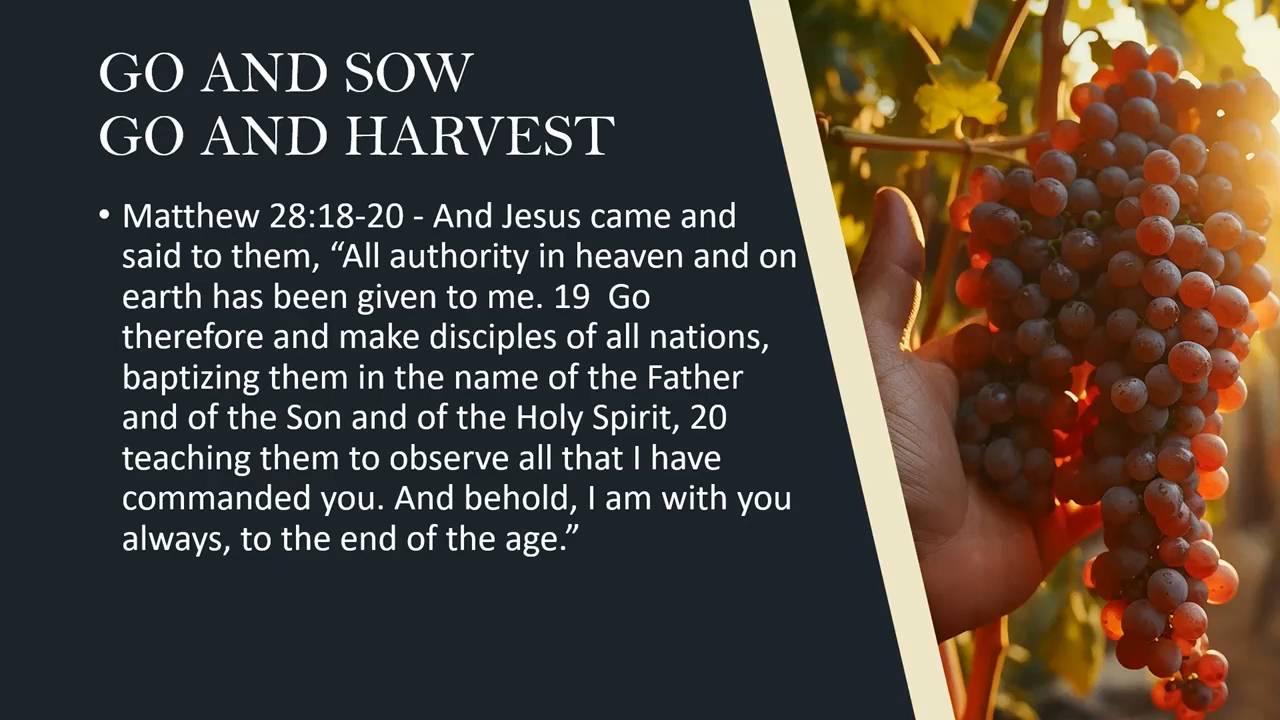 GO AND SOW
GO AND HARVEST
• Matthew 28:18-20 - And Jesus came and
said to them, “All authority in heaven and on
earth has been given to me. 19  Go
therefore and make disciples of all nations,
baptizing them in the name of the Father
and of the Son and of the Holy Spirit, 20
teaching them to observe all that I have
commanded you. And behold, I am with you
always, to the end of the age.”